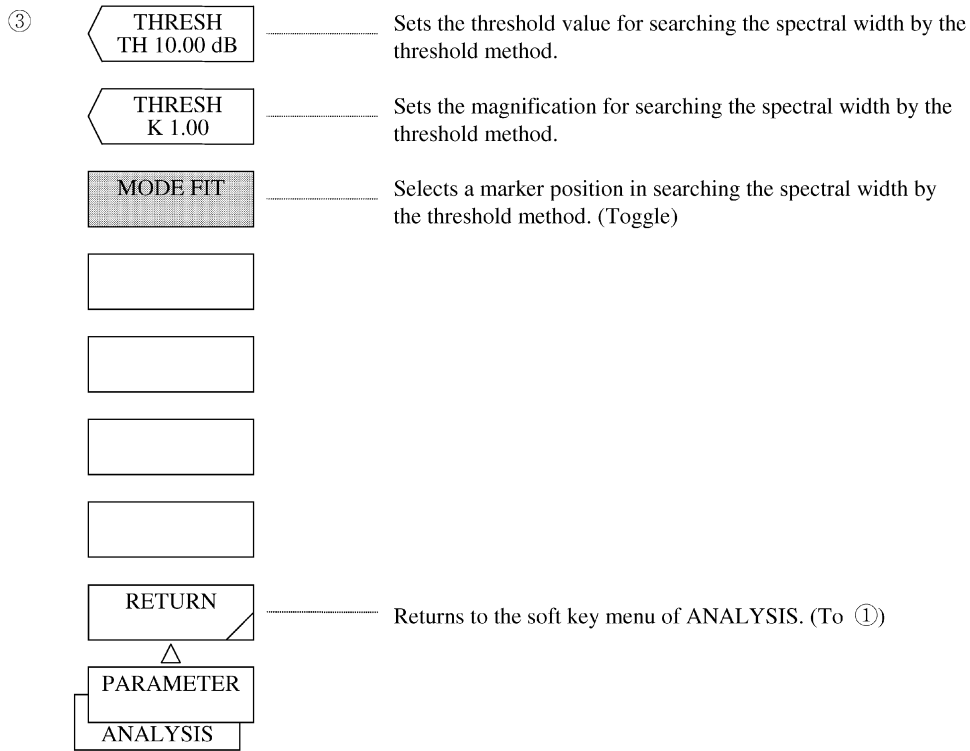 ③
THRESH
TH 10.00 dB
Sets the threshold value for searching the spectral width by the
threshold method.
THRESH
K 1.00
Sets the magnification for searching the spectral width by the
threshold method.
MODE FIT
Selects a marker position in searching the spectral width by
the threshold method. (Toggle)
RETURN
Returns to the soft key menu of ANALYSIS. (To ①)
PARAMETER
ANALYSIS